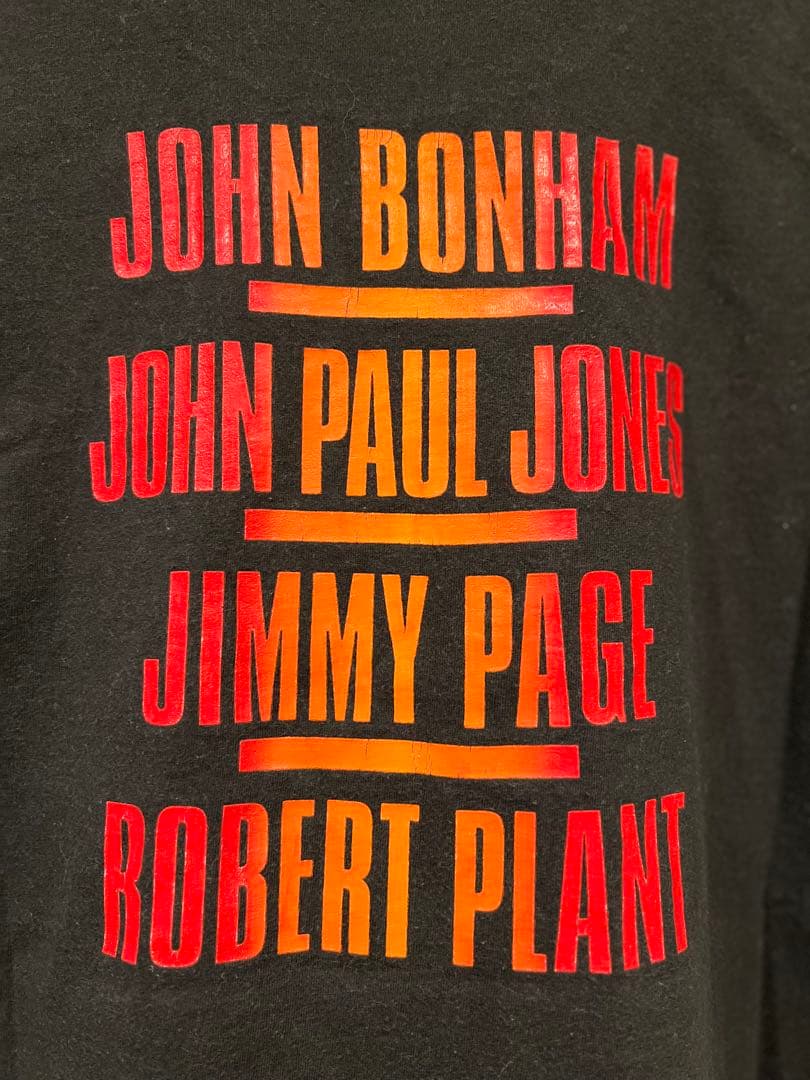 JOHN BONHAM
JOHN PAUL JONES
JIMMY PAGE
ROBERT PLANT